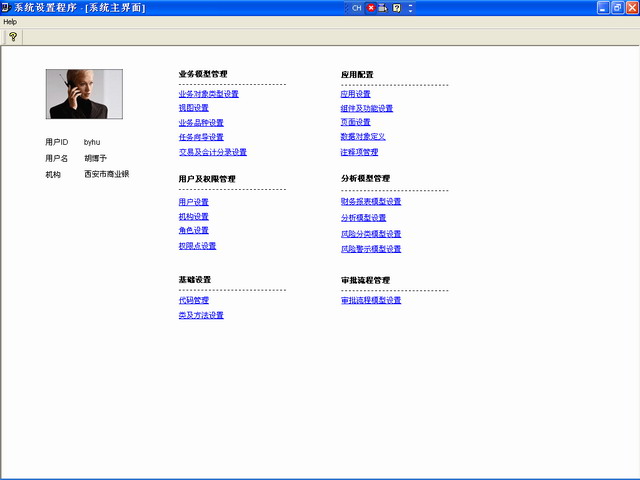 系统设置程序 - [系统主界面]
CH
Help
用户ID byhu
用户名 胡博予
机构 西安市商业银
业务模型管理
业务对象类型设置
视图设置
业务品种设置
任务向导设置
交易及会计分录设置
用户及权限管理
用户设置
机构设置
角色设置
权限点设置
基础设置
代码管理
类及方法设置
应用配置
应用设置
组件及功能设置
页面设置
数据对象定义
注释项管理
分析模型管理
财务报表模型设置
分析模型设置
风险分类模型设置
风险警示模型设置
审批流程管理
审批流程模型设置